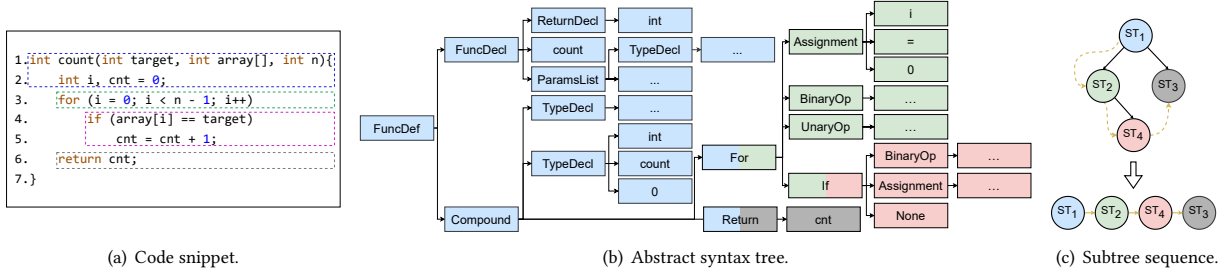 1.int count(int target, int array[], int n){
2. int i, cnt = 0;
3. for (i = 0; i < n - 1; i++)
4. if (array[i] == target)
5. cnt = cnt + 1;
6. return cnt;
7.}
(a) Code snippet.
FuncDef
FuncDecl
Compound
ReturnDecl
int
count
TypeDecl
...
ParamsList
...
TypeDecl
...
TypeDecl
int
count
0
For
Return
cnt
Assignment
i
=
0
BinaryOp
...
UnaryOp
...
If
BinaryOp
...
Assignment
...
None
(b) Abstract syntax tree.
ST1
ST2
ST3
ST4
ST1
ST2
ST4
ST3
(c) Subtree sequence.